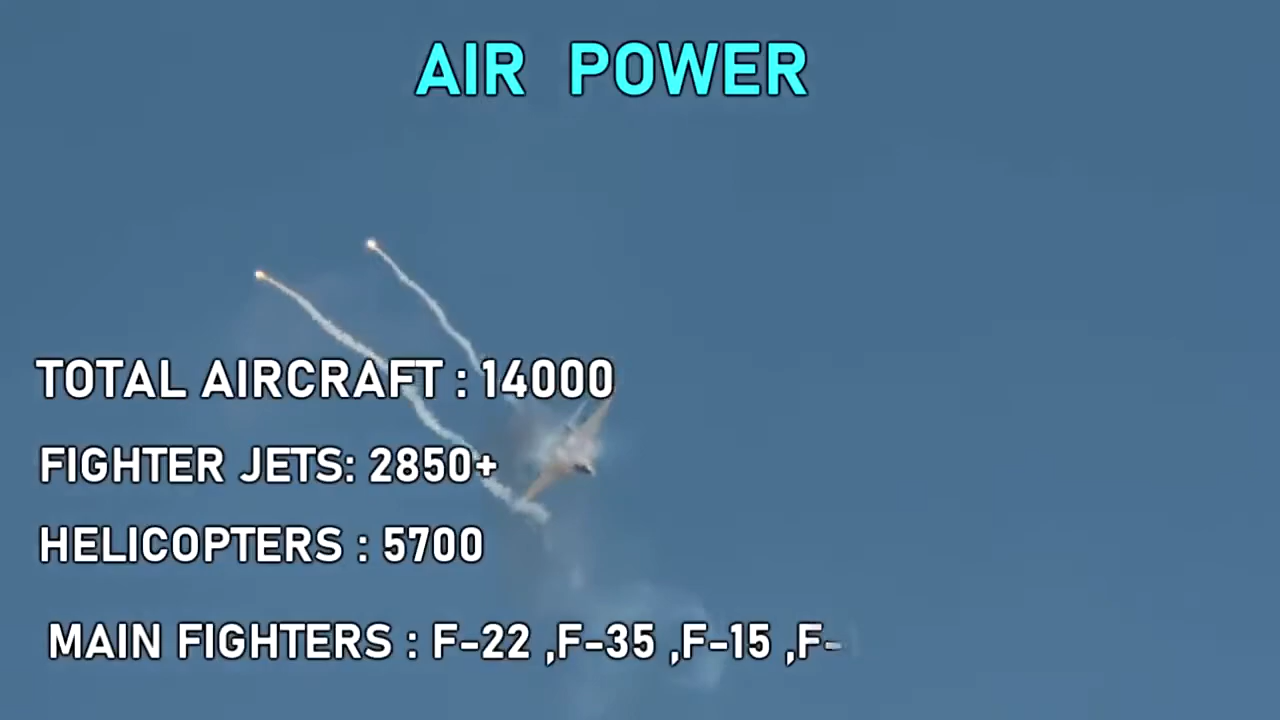 AIR POWER
TOTAL AIRCRAFT : 14000
FIGHTER JETS: 2850+
HELICOPTERS : 5700
MAIN FIGHTERS : F-22 ,F-35 ,F-15 ,F-